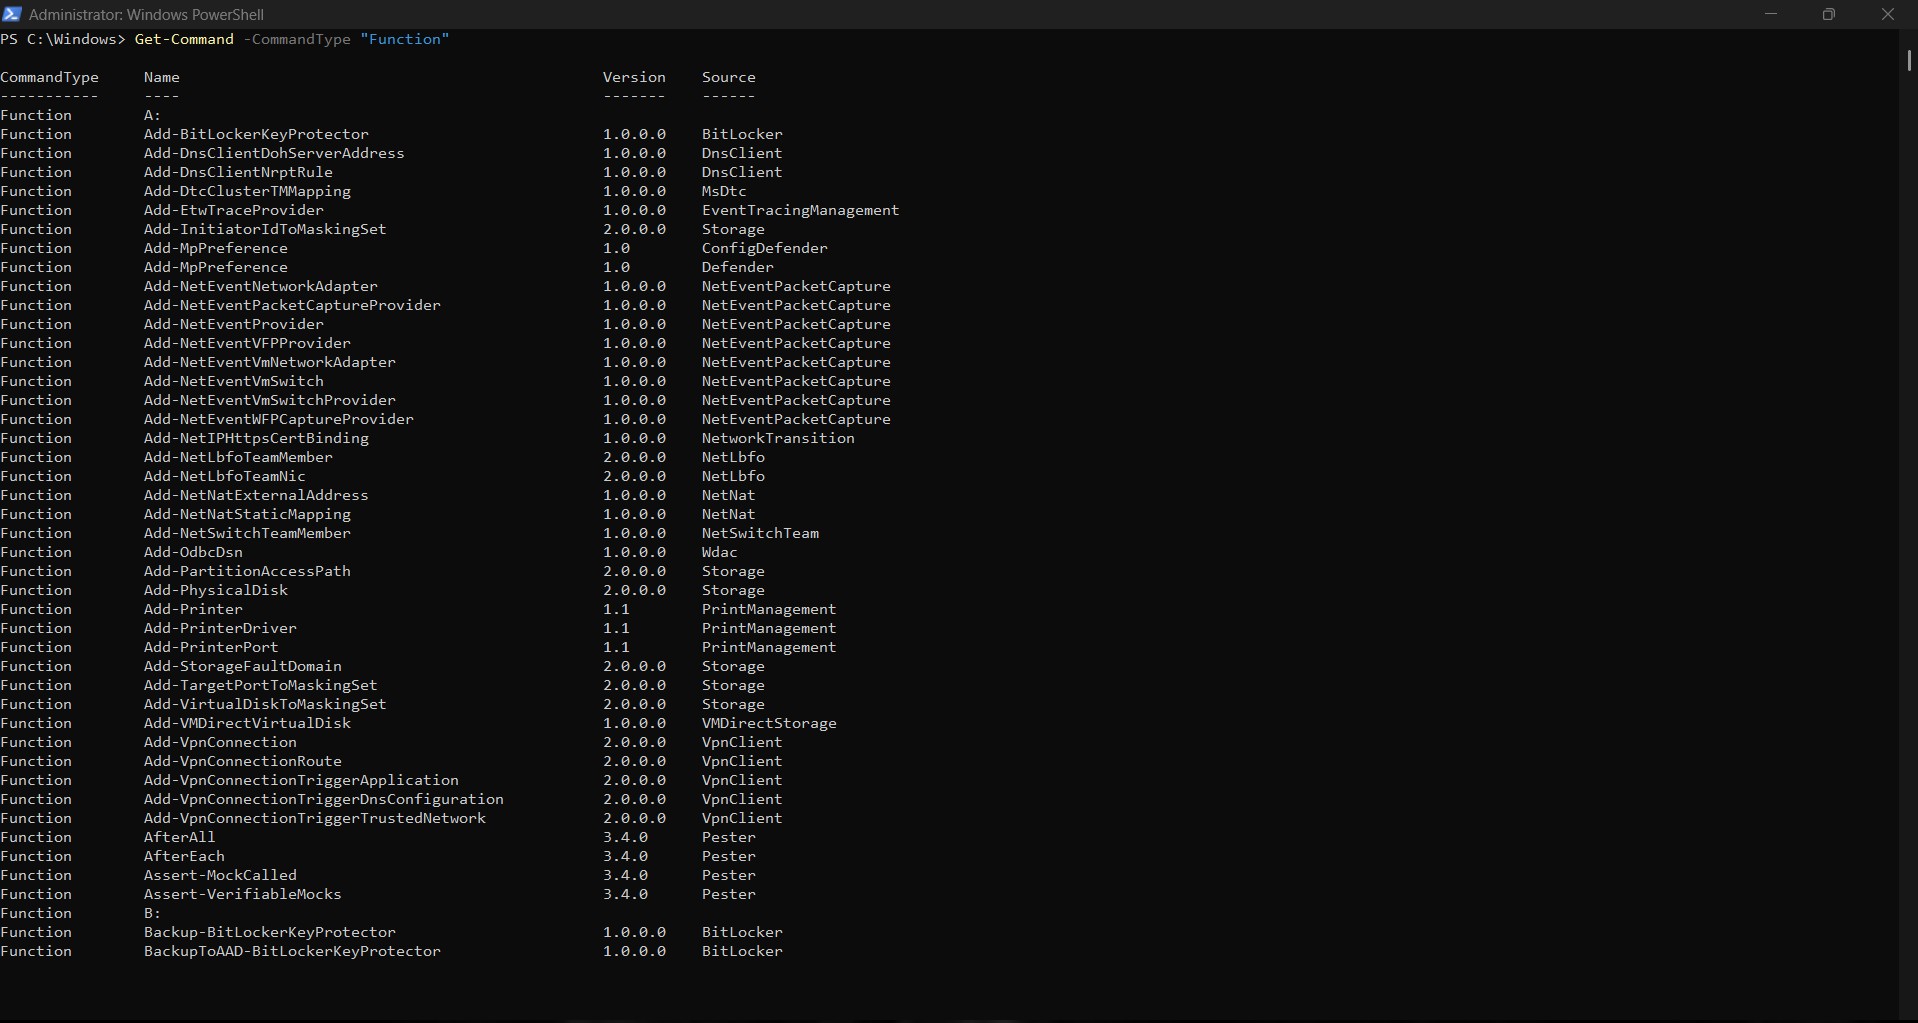 Administrator: Windows PowerShell
PS C:\Windows> Get-Command -CommandType "Function"
CommandType Name Version Source
----------- ---- ------- ------
Function A:
Function Add-BitLockerKeyProtector 1.0.0.0 BitLocker
Function Add-DnsClientDohServerAddress 1.0.0.0 DnsClient
Function Add-DnsClientNrptRule 1.0.0.0 DnsClient
Function Add-DtcClusterTMMapping 1.0.0.0 MsDtc
Function Add-EtwTraceProvider 1.0.0.0 EventTracingManagement
Function Add-InitiatorIdToMaskingSet 2.0.0.0 Storage
Function Add-MpPreference 1.0 ConfigDefender
Function Add-MpPreference 1.0 Defender
Function Add-NetEventNetworkAdapter 1.0.0.0 NetEventPacketCapture
Function Add-NetEventPacketCaptureProvider 1.0.0.0 NetEventPacketCapture
Function Add-NetEventProvider 1.0.0.0 NetEventPacketCapture
Function Add-NetEventVFPProvider 1.0.0.0 NetEventPacketCapture
Function Add-NetEventVmNetworkAdapter 1.0.0.0 NetEventPacketCapture
Function Add-NetEventVmSwitch 1.0.0.0 NetEventPacketCapture
Function Add-NetEventVmSwitchProvider 1.0.0.0 NetEventPacketCapture
Function Add-NetEventWFPCaptureProvider 1.0.0.0 NetEventPacketCapture
Function Add-NetIPHttpsCertBinding 1.0.0.0 NetworkTransition
Function Add-NetLbfoTeamMember 2.0.0.0 NetLbfo
Function Add-NetLbfoTeamNic 2.0.0.0 NetLbfo
Function Add-NetNatExternalAddress 1.0.0.0 NetNat
Function Add-NetNatStaticMapping 1.0.0.0 NetNat
Function Add-NetSwitchTeamMember 1.0.0.0 NetSwitchTeam
Function Add-OdbcDsn 1.0.0.0 Wdac
Function Add-PartitionAccessPath 2.0.0.0 Storage
Function Add-PhysicalDisk 2.0.0.0 Storage
Function Add-Printer 1.1 PrintManagement
Function Add-PrinterDriver 1.1 PrintManagement
Function Add-PrinterPort 1.1 PrintManagement
Function Add-StorageFaultDomain 2.0.0.0 Storage
Function Add-TargetPortToMaskingSet 2.0.0.0 Storage
Function Add-VirtualDiskToMaskingSet 2.0.0.0 Storage
Function Add-VMDirectVirtualDisk 1.0.0.0 VMDirectStorage
Function Add-VpnConnection 2.0.0.0 VpnClient
Function Add-VpnConnectionRoute 2.0.0.0 VpnClient
Function Add-VpnConnectionTriggerApplication 2.0.0.0 VpnClient
Function Add-VpnConnectionTriggerDnsConfiguration 2.0.0.0 VpnClient
Function Add-VpnConnectionTriggerTrustedNetwork 2.0.0.0 VpnClient
Function AfterAll 3.4.0 Pester
Function AfterEach 3.4.0 Pester
Function Assert-MockCalled 3.4.0 Pester
Function Assert-VerifiableMocks 3.4.0 Pester
Function B:
Function Backup-BitLockerKeyProtector 1.0.0.0 BitLocker
Function BackupToAAD-BitLockerKeyProtector 1.0.0.0 BitLocker